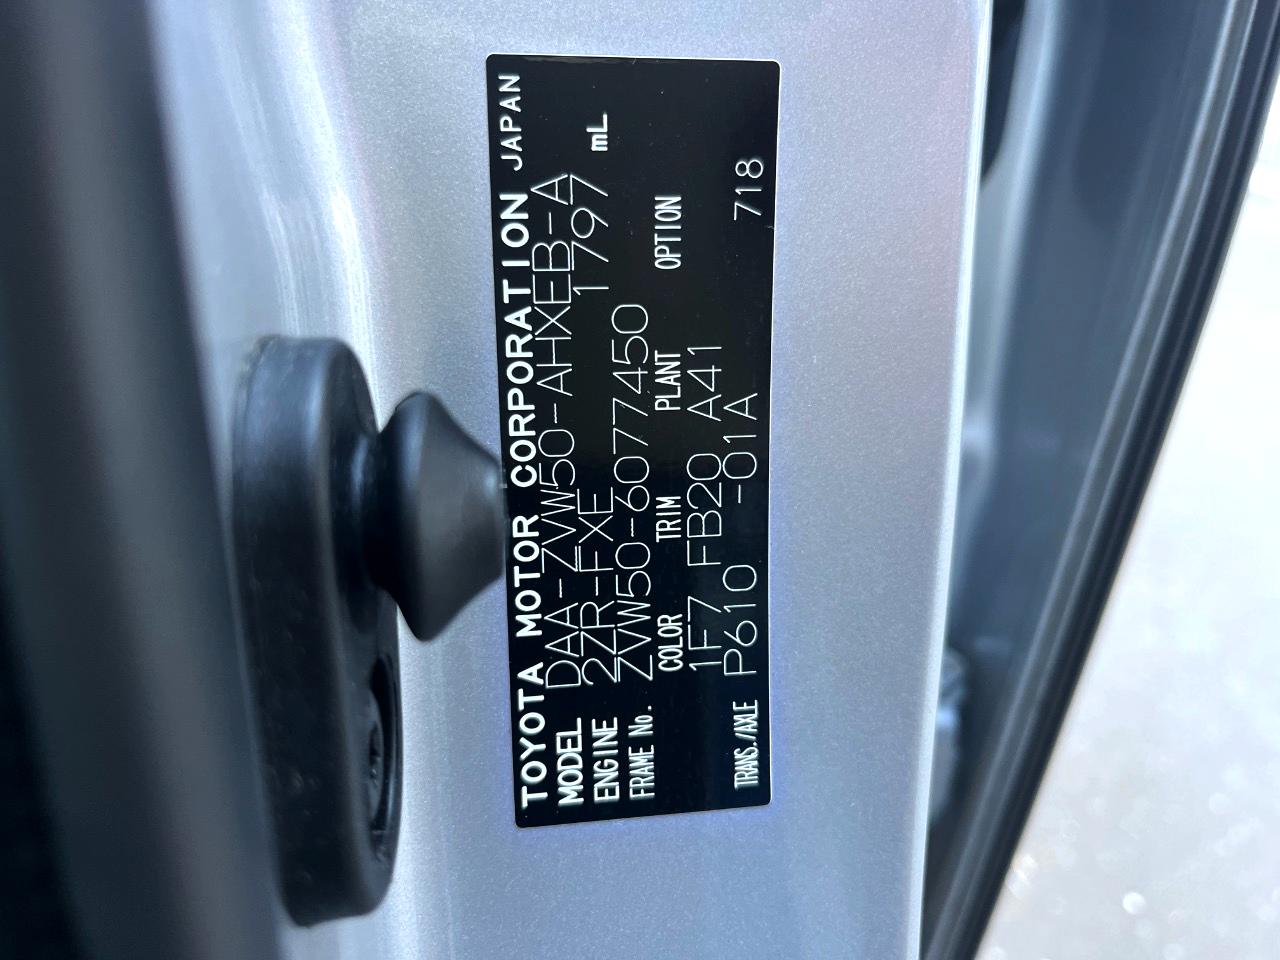 TOYOTA MOTOR CORPORATION JAPAN
MODEL DAA-ZVW50-AHXEB-A
ENGINE 2ZR-FXE 1797 mL
FRAME No. ZVW50-6077450
COLOR TRIM PLANT OPTION
1F7 FB20 A41
TRANS./AXLE P610 -01A 718